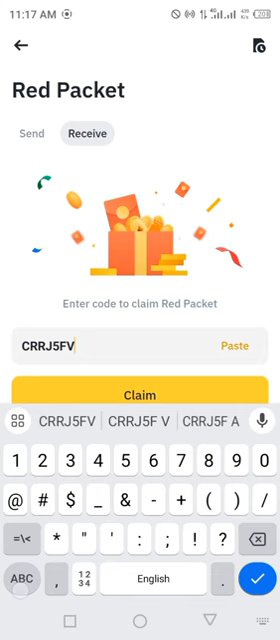 11:17 AM
Red Packet
Send Receive
Enter code to claim Red Packet
CRRJ5FV Paste
Claim
CRRJ5FV CRRJ5F V CRRJ5F A
1 2 3 4 5 6 7 8 9 0
@ # $ _ & - + ( ) /
=\< * " ' : ; ! ?
ABC , 1 2 3 4 English .